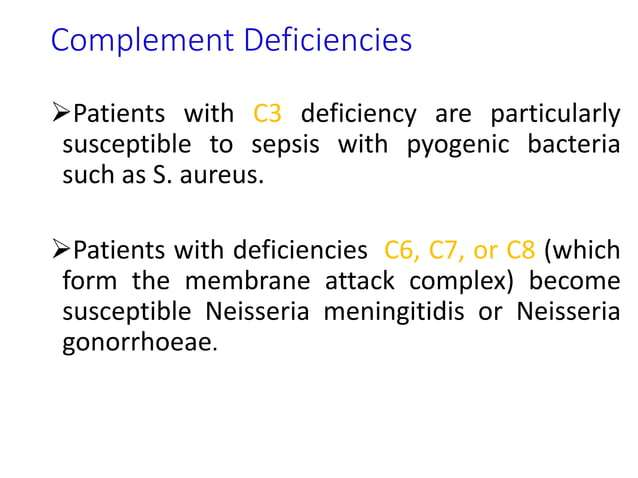 Complement Deficiencies
➢Patients with C3 deficiency are particularly
susceptible to sepsis with pyogenic bacteria
such as S. aureus.
➢Patients with deficiencies C6, C7, or C8 (which
form the membrane attack complex) become
susceptible Neisseria meningitidis or Neisseria
gonorrhoeae.